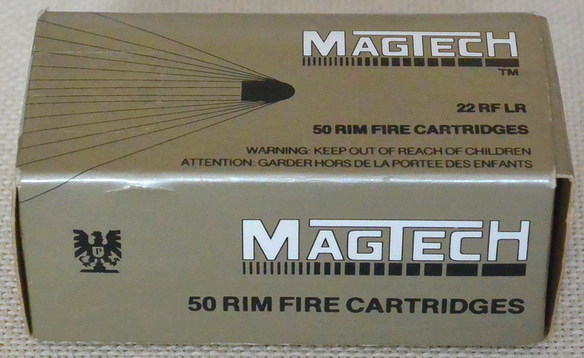 MAGTECH
TM
22 RF LR
50 RIM FIRE CARTRIDGES
WARNING: KEEP OUT OF REACH OF CHILDREN
ATTENTION: GARDER HORS DE LA PORTEE DES ENFANTS
MAGTECH
50 RIM FIRE CARTRIDGES